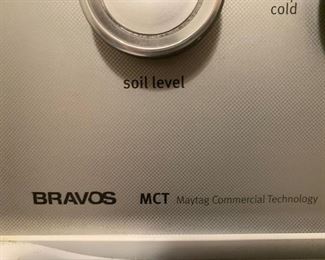 cold
soil level
BRAVOS MCT Maytag Commercial Technology